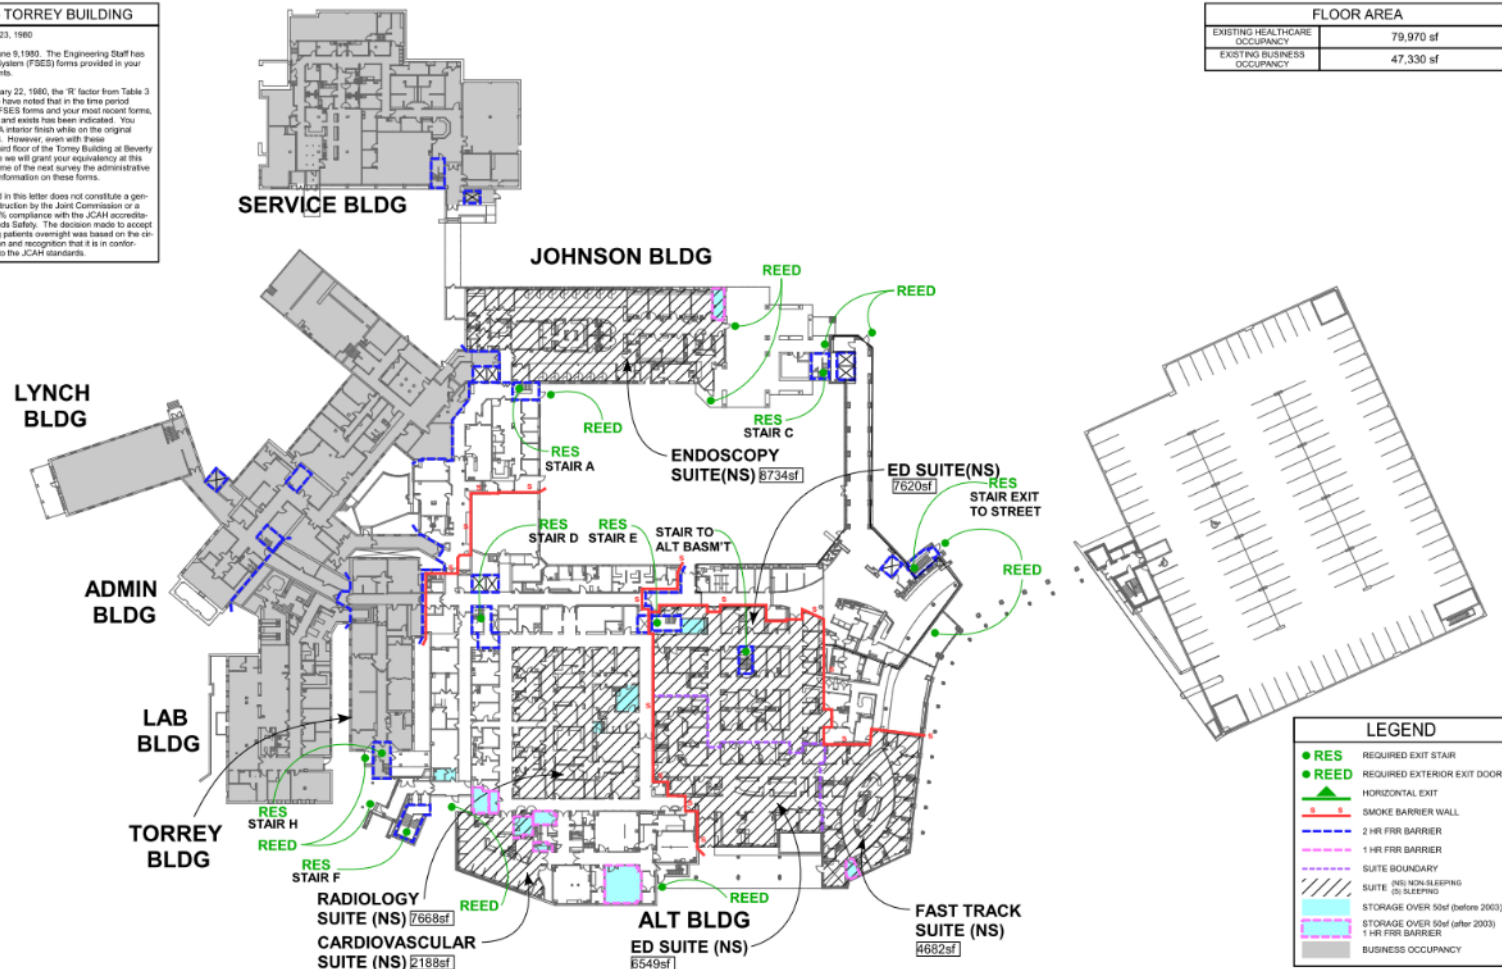 TORREY BUILDING
23, 1980
ne 9,1980. The Engineering Staff has
ystem (FSES) forms provided in your
nts.
ary 22, 1980, the 'R' factor from Table 3
have noted that in the time period
FSES forms and your most recent forms,
and exists has been indicated. You
A interior finish while on the original
. However, even with these
ird floor of the Torrey Building at Beverly
e we will grant your equivalency at this
me of the next survey the administrative
nformation on these forms.
d in this letter does not constitute a gen-
truction by the Joint Commission or a
% compliance with the JCAH accredita-
ds Safety. The decision made to accept
patients overnight was based on the cir-
n and recognition that it is in confor-
o the JCAH standards.
FLOOR AREA
EXISTING HEALTHCARE
OCCUPANCY
79,970 sf
EXISTING BUSINESS
OCCUPANCY
47,330 sf
SERVICE BLDG
JOHNSON BLDG
REED
REED
LYNCH
BLDG
REED
RES
STAIR C
RES
STAIR A
ENDOSCOPY
SUITE(NS) 8734sf
ED SUITE(NS)
7620sf
RES
STAIR EXIT
TO STREET
RES
STAIR D
RES
STAIR E
STAIR TO
ALT BASM'T
REED
ADMIN
BLDG
LAB
BLDG
TORREY
BLDG
RES
STAIR H
REED
RES
STAIR F
RADIOLOGY
SUITE (NS) 7668sf
REED
CARDIOVASCULAR
SUITE (NS) 2188sf
REED
ALT BLDG
ED SUITE (NS)
6549sf
FAST TRACK
SUITE (NS)
4682sf
LEGEND
RES REQUIRED EXIT STAIR
REED REQUIRED EXTERIOR EXIT DOOR
HORIZONTAL EXIT
S S SMOKE BARRIER WALL
2 HR FRR BARRIER
1 HR FRR BARRIER
SUITE BOUNDARY
SUITE (NS) NON-SLEEPING
(S) SLEEPING
STORAGE OVER 50sf (before 2003)
STORAGE OVER 50sf (after 2003)
1 HR FRR BARRIER
BUSINESS OCCUPANCY